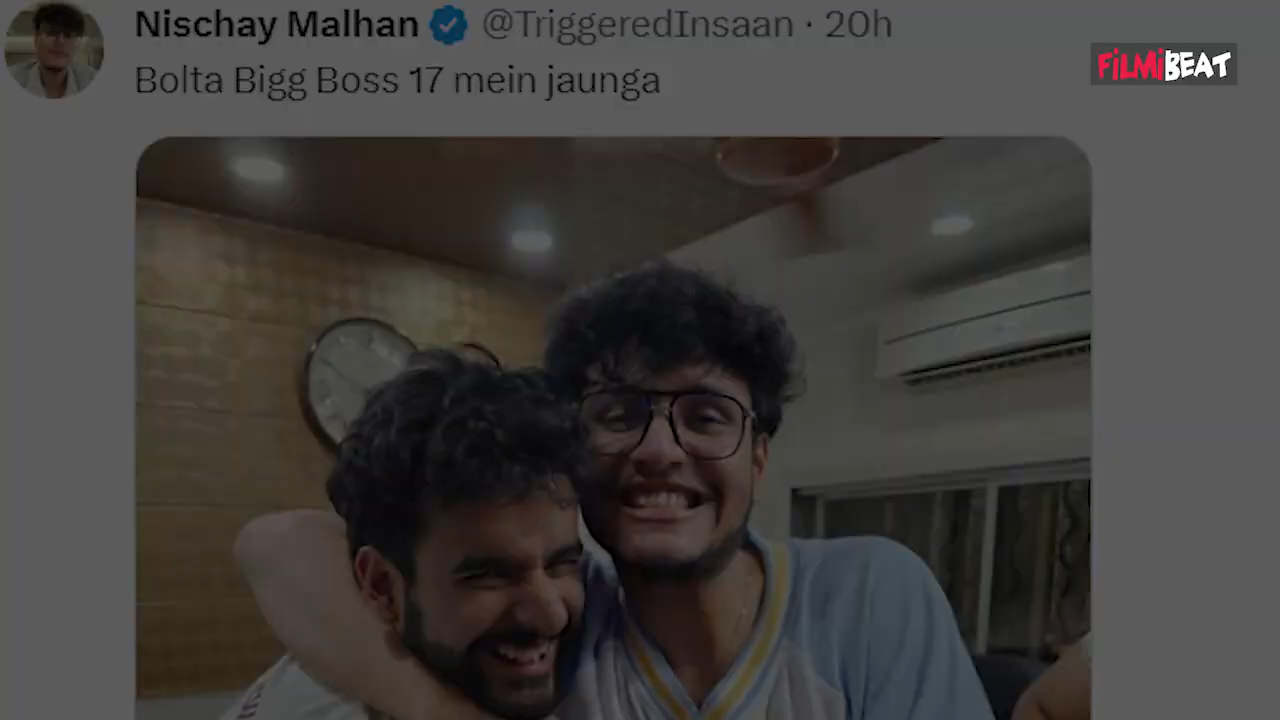 Nischay Malhan @TriggeredInsaan · 20h
FILMIBEAT
Bolta Bigg Boss 17 mein jaunga